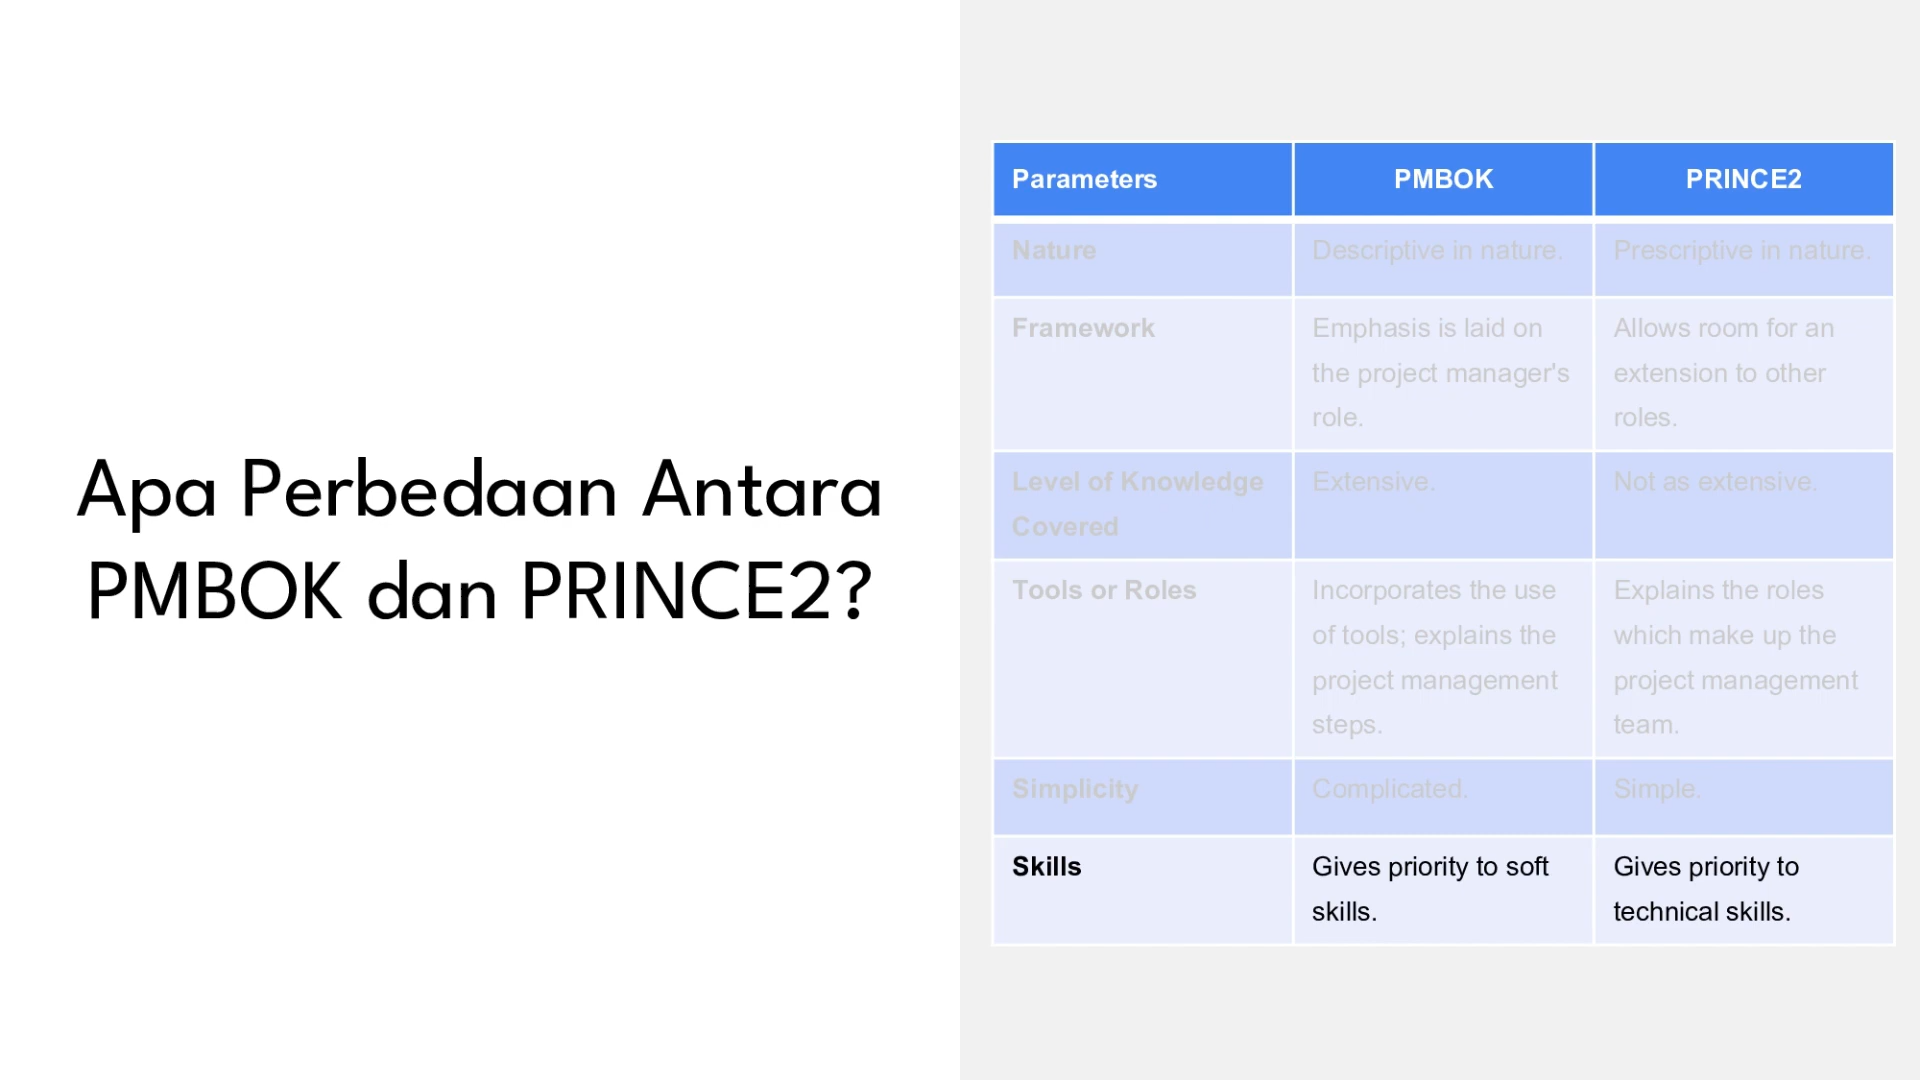 Apa Perbedaan Antara
PMBOK dan PRINCE2?
Parameters
PMBOK
PRINCE2
Nature
Descriptive in nature.
Prescriptive in nature.
Framework
Emphasis is laid on
the project manager's
role.
Allows room for an
extension to other
roles.
Level of Knowledge
Covered
Extensive.
Not as extensive.
Tools or Roles
Incorporates the use
of tools; explains the
project management
steps.
Explains the roles
which make up the
project management
team.
Simplicity
Complicated.
Simple.
Skills
Gives priority to soft
skills.
Gives priority to
technical skills.